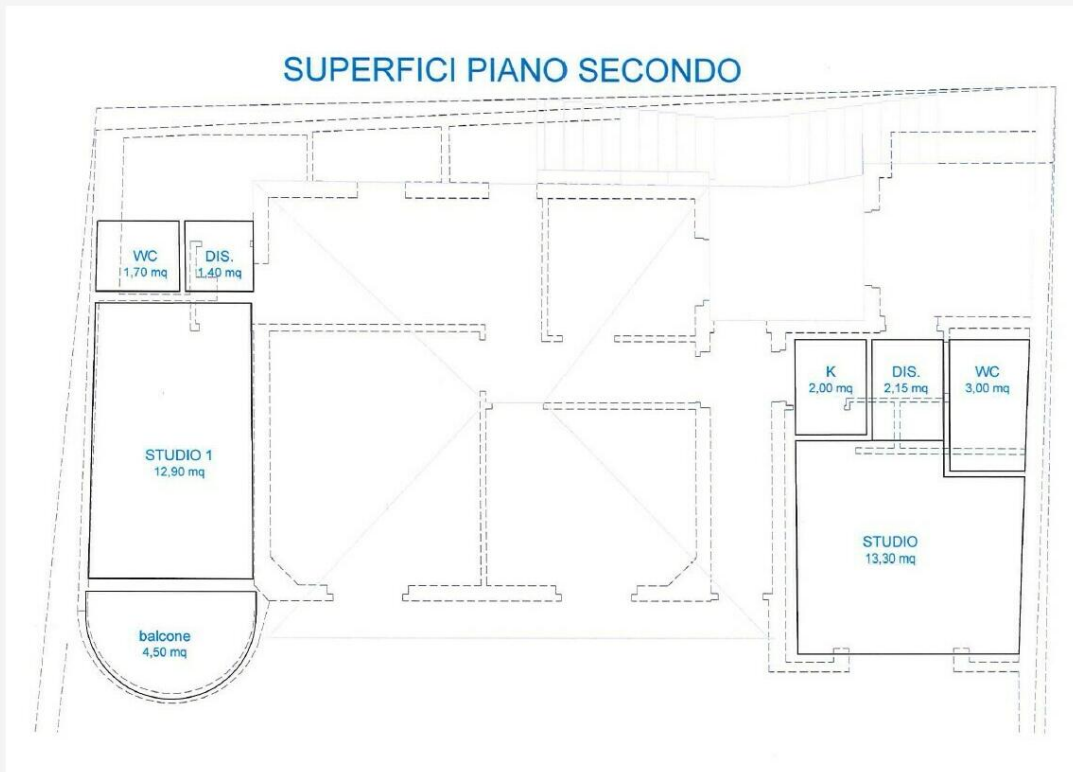 SUPERFICI PIANO SECONDO
WC
1,70 mq
DIS.
1,40 mq
STUDIO 1
12,90 mq
balcone
4,50 mq
K
2,00 mq
DIS.
2,15 mq
WC
3,00 mq
STUDIO
13,30 mq